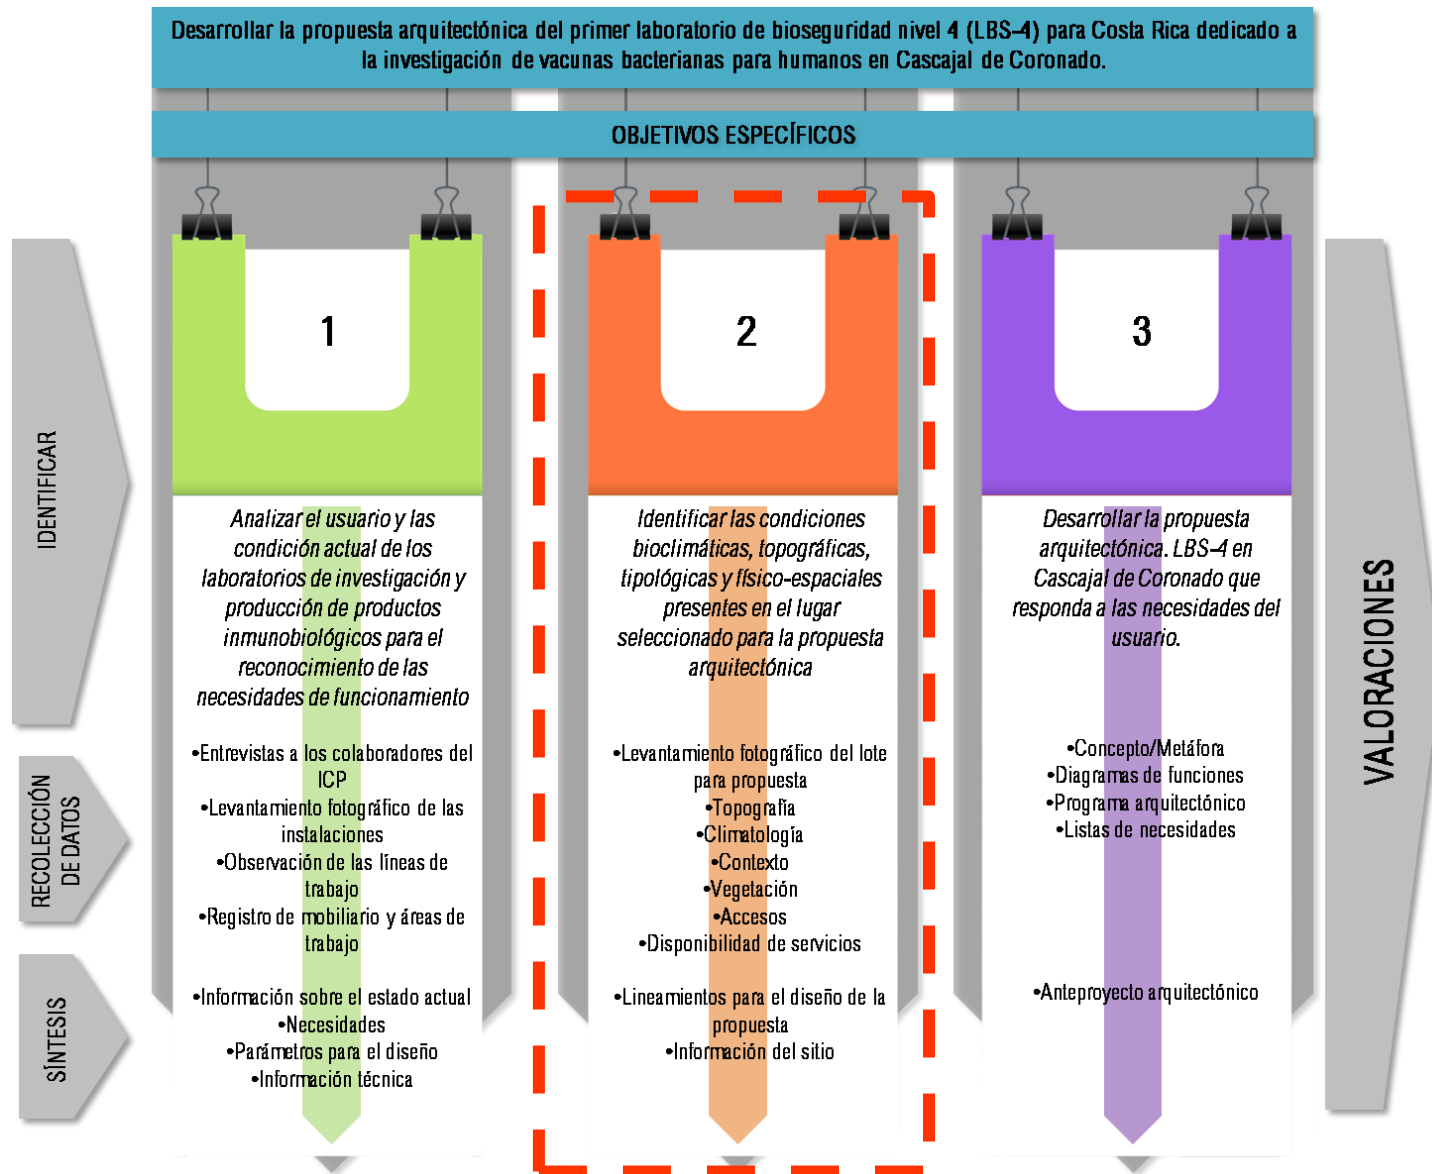 Desarrollar la propuesta arquitectónica del primer laboratorio de bioseguridad nivel 4 (LBS-4) para Costa Rica dedicado a
la investigación de vacunas bacterianas para humanos en Cascajal de Coronado.
OBJETIVOS ESPECÍFICOS
IDENTIFICAR
RECOLECCIÓN
DE DATOS
SÍNTESIS
1
Analizar el usuario y las
condición actual de los
laboratorios de investigación y
producción de productos
inmunobiológicos para el
reconocimiento de las
necesidades de funcionamiento
•Entrevistas a los colaboradores del
ICP
•Levantamiento fotográfico de las
instalaciones
•Observación de las líneas de
trabajo
•Registro de mobiliario y áreas de
trabajo
•Información sobre el estado actual
•Necesidades
•Parámetros para el diseño
•Información técnica
2
Identificar las condiciones
bioclimáticas, topográficas,
tipológicas y físico-espaciales
presentes en el lugar
seleccionado para la propuesta
arquitectónica
•Levantamiento fotográfico del lote
para propuesta
•Topografía
•Climatología
•Contexto
•Vegetación
•Accesos
•Disponibilidad de servicios
•Lineamientos para el diseño de la
propuesta
•Información del sitio
3
Desarrollar la propuesta
arquitectónica. LBS-4 en
Cascajal de Coronado que
responda a las necesidades del
usuario.
•Concepto/Metáfora
•Diagramas de funciones
•Programa arquitectónico
•Listas de necesidades
•Anteproyecto arquitectónico
VALORACIONES